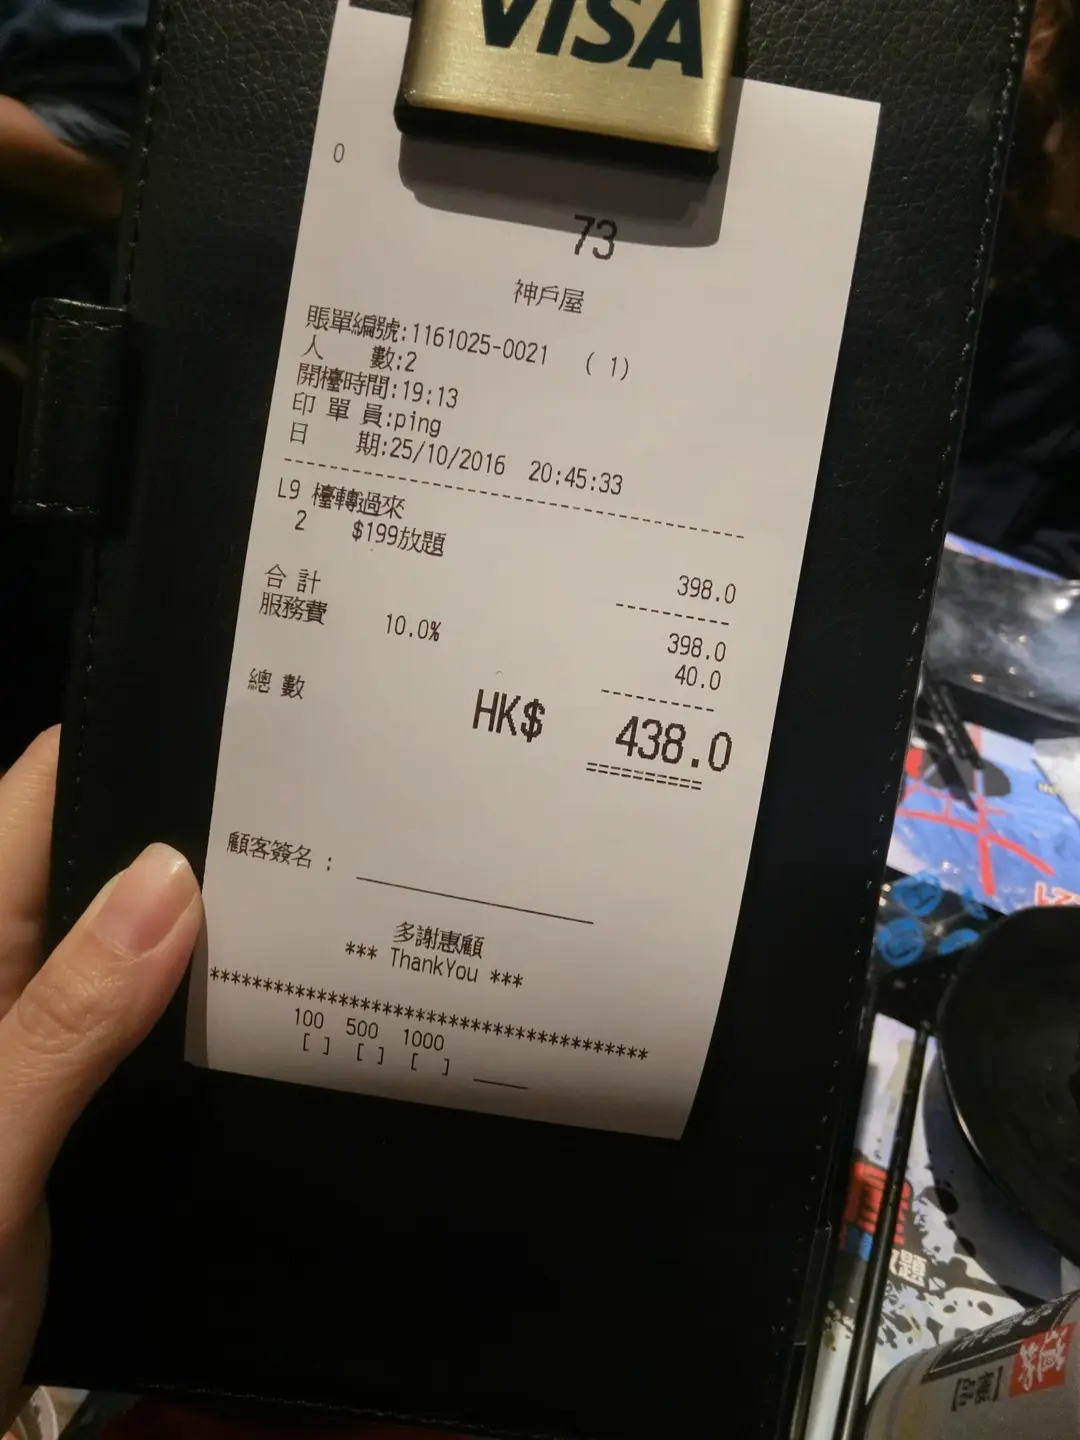 VISA
0
73
神戶屋
賬單編號:1161025-0021 ( 1)
人 數:2
開檯時間:19:13
印 單 員:ping
日 期:25/10/2016 20:45:33
L9 檯轉過來
2 $199放題 398.0
合 計 398.0
服務費 10.0% 40.0
總 數 HK$ 438.0
==========
顧客簽名 :
多謝惠顧
*** ThankYou ***
****************************************
100 500 1000
[ ] [ ] [ ]
放題